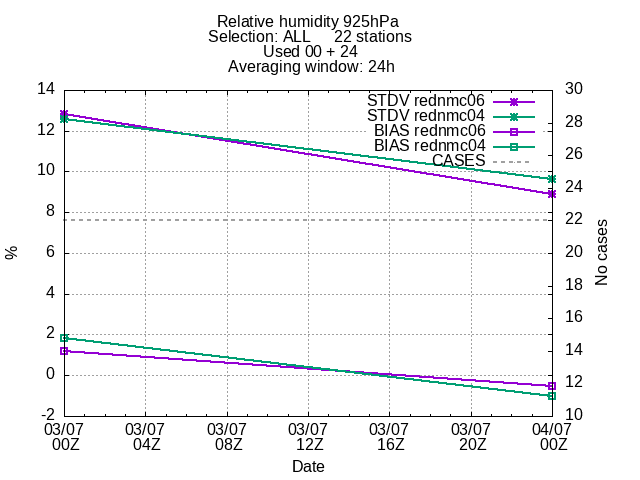 Relative humidity 925hPa
Selection: ALL 22 stations
Used 00 + 24
Averaging window: 24h
14 30
STDV rednmc06
STDV rednmc04
BIAS rednmc06
BIAS rednmc04
CASES
12
10
8
6
4
2
0
-2
28
26
24
22
20
18
16
14
12
10
%
No cases
03/07 03/07 03/07 03/07 03/07 03/07 04/07
00Z 04Z 08Z 12Z 16Z 20Z 00Z
Date